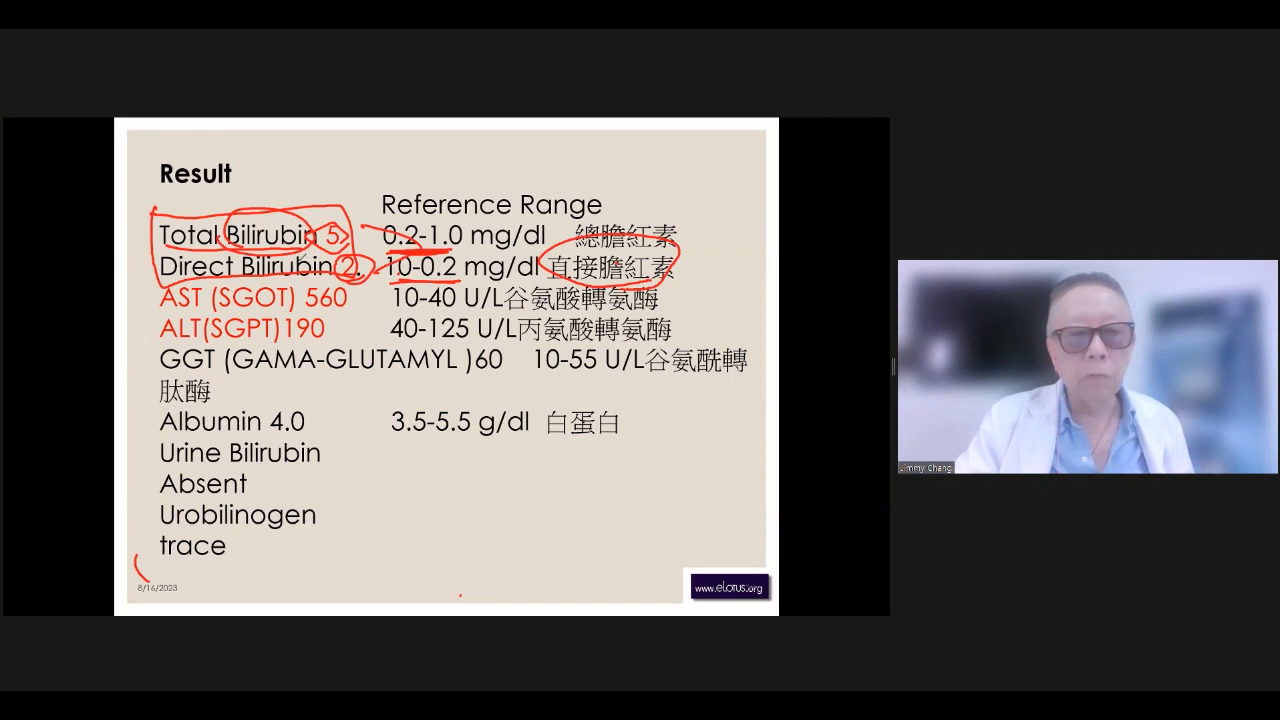 Result
Reference Range
Total Bilirubin 5. 0.2-1.0 mg/dl 總膽紅素
Direct Bilirubin 2. 10-0.2 mg/dl 直接膽紅素
AST (SGOT) 560 10-40 U/L谷氨酸轉氨酶
ALT(SGPT)190 40-125 U/L丙氨酸轉氨酶
GGT (GAMA-GLUTAMYL )60 10-55 U/L谷氨酰轉
肽酶
Albumin 4.0 3.5-5.5 g/dl 白蛋白
Urine Bilirubin
Absent
Urobilinogen
trace
8/16/2023
www.eLotus.org
Jimmy Chang